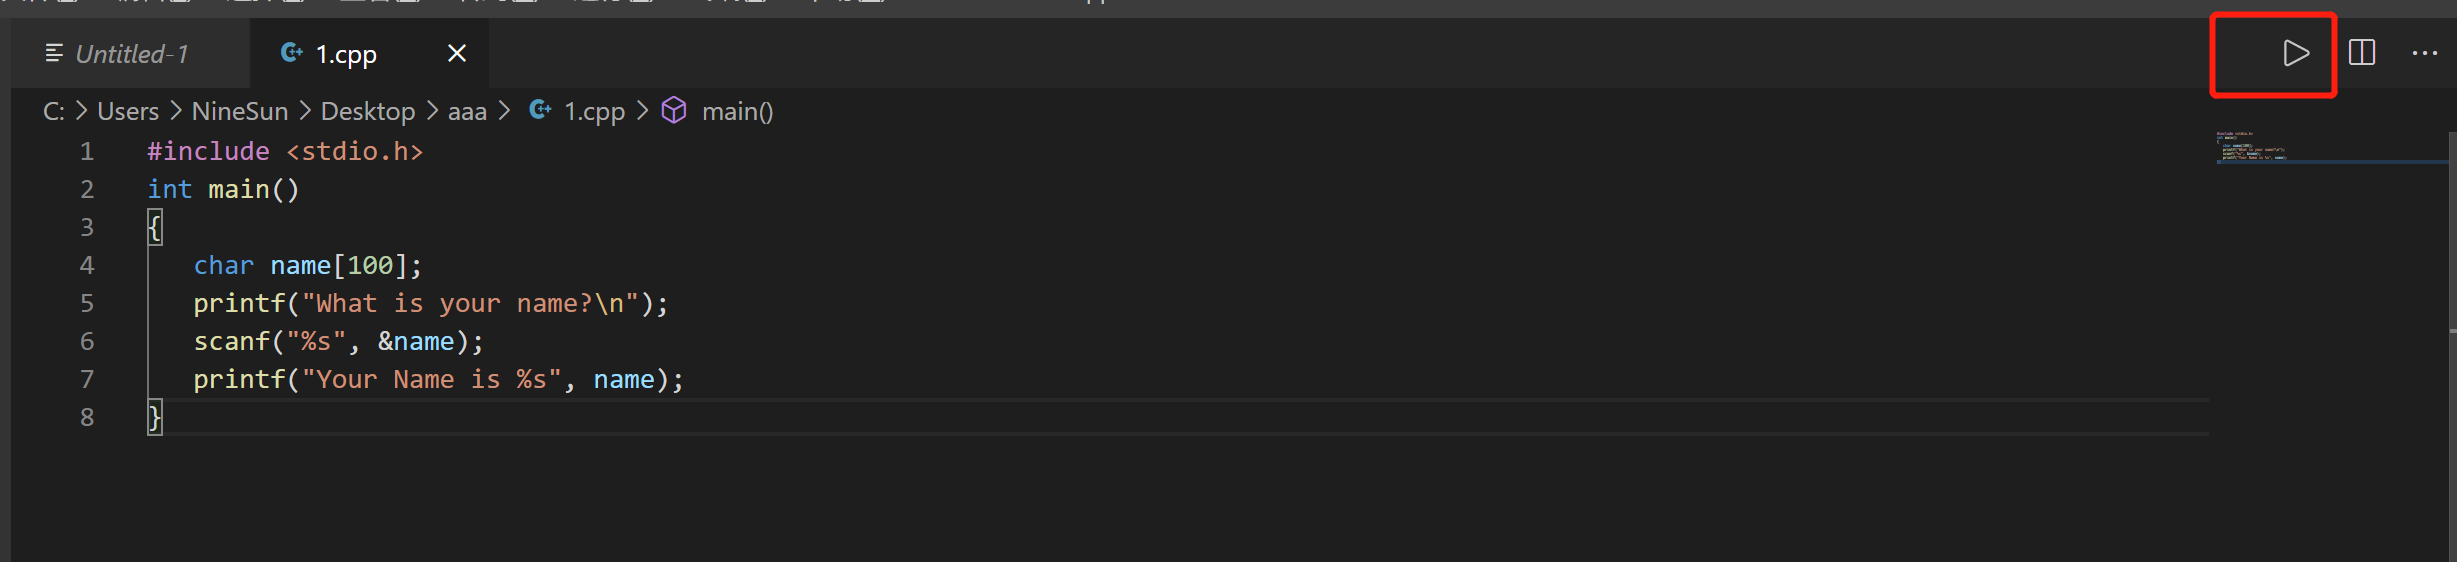 Untitled-1 1.cpp
C: > Users > NineSun > Desktop > aaa > 1.cpp > main()
1 #include <stdio.h>
2 int main()
3 {
4 char name[100];
5 printf("What is your name?\n");
6 scanf("%s", &name);
7 printf("Your Name is %s", name);
8 }